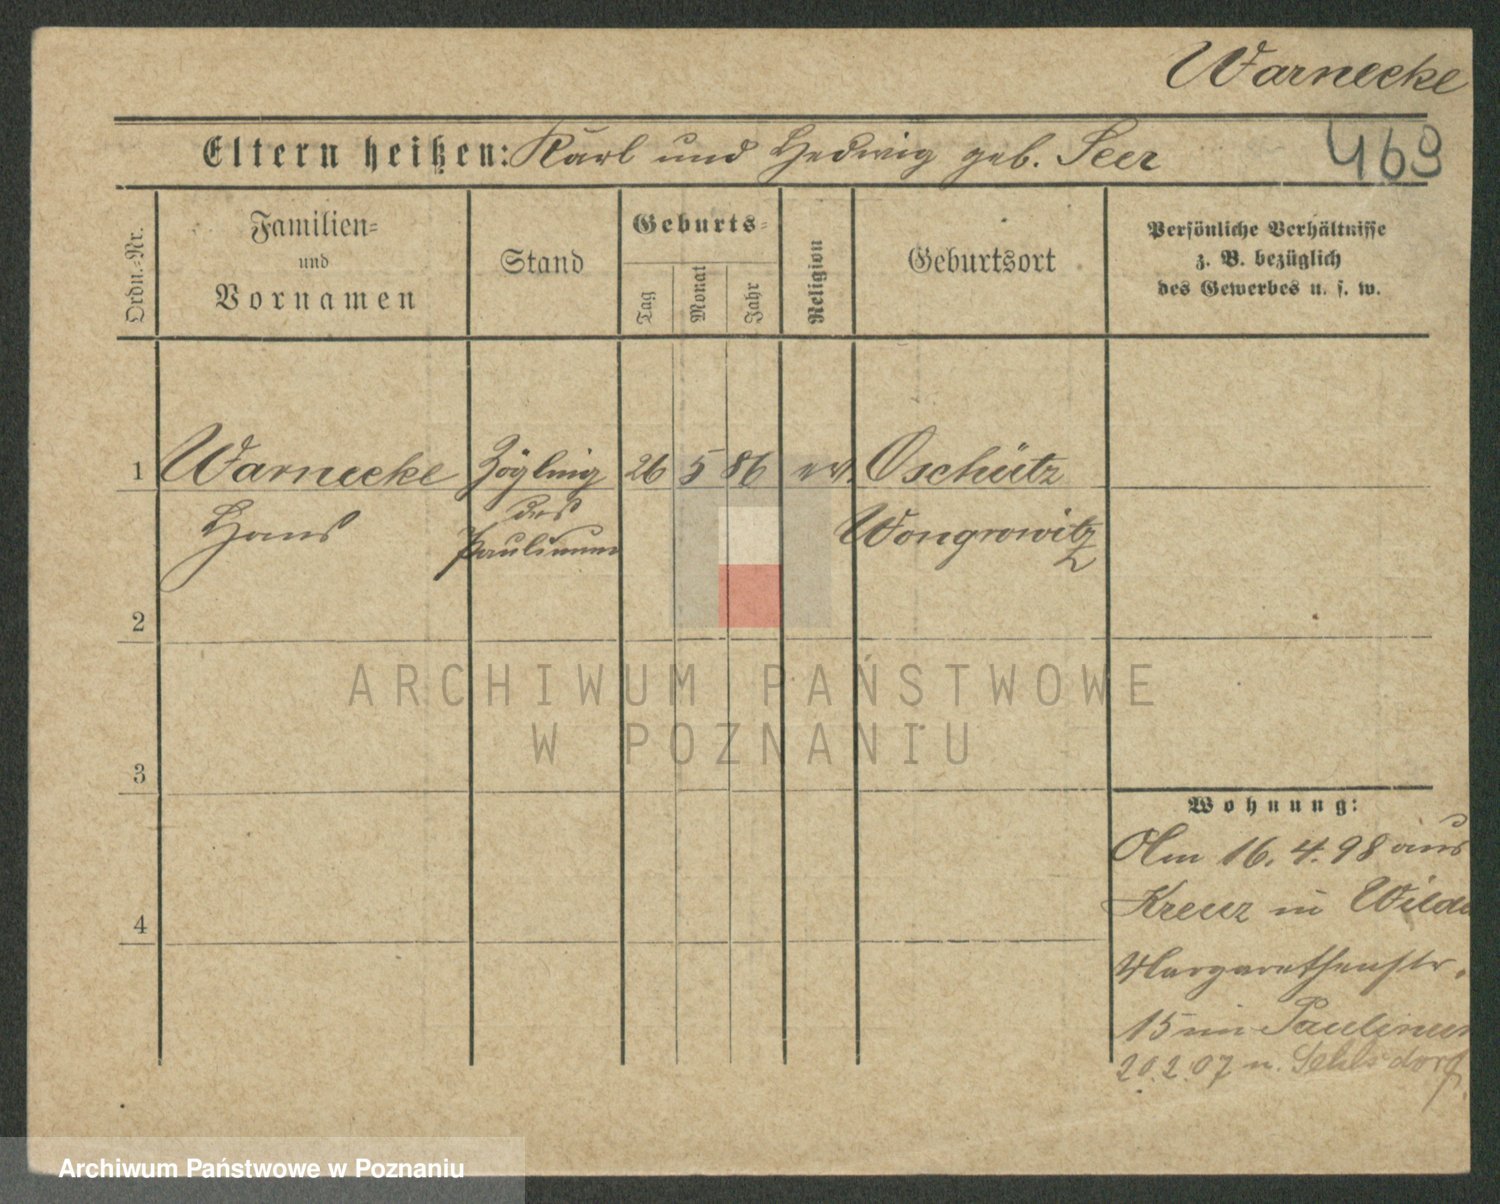 Warnecke
469
Eltern heißen: Karl und Hedwig geb. Seer
Ordn.-Nr.
Familien-
und
Vornamen
Stand
Geburts-
Tag
Monat
Jahr
Religion
Geburtsort
Persönliche Verhältnisse
z. B. bezüglich
des Gewerbes u. s. w.
1 Warnecke Zögling 26 5 86 ev. Oschütz
Hans des Wongrowitz
Paulinum
2
ARCHIWUM PAŃSTWOWE
W POZNANIU
3
Wohnung:
Am 16. 4. 98 aus
Kreuz in Wilda
4
Margarethenstr.
15 im Paulinum
20.2.07 n.
Archiwum Państwowe w Poznaniu